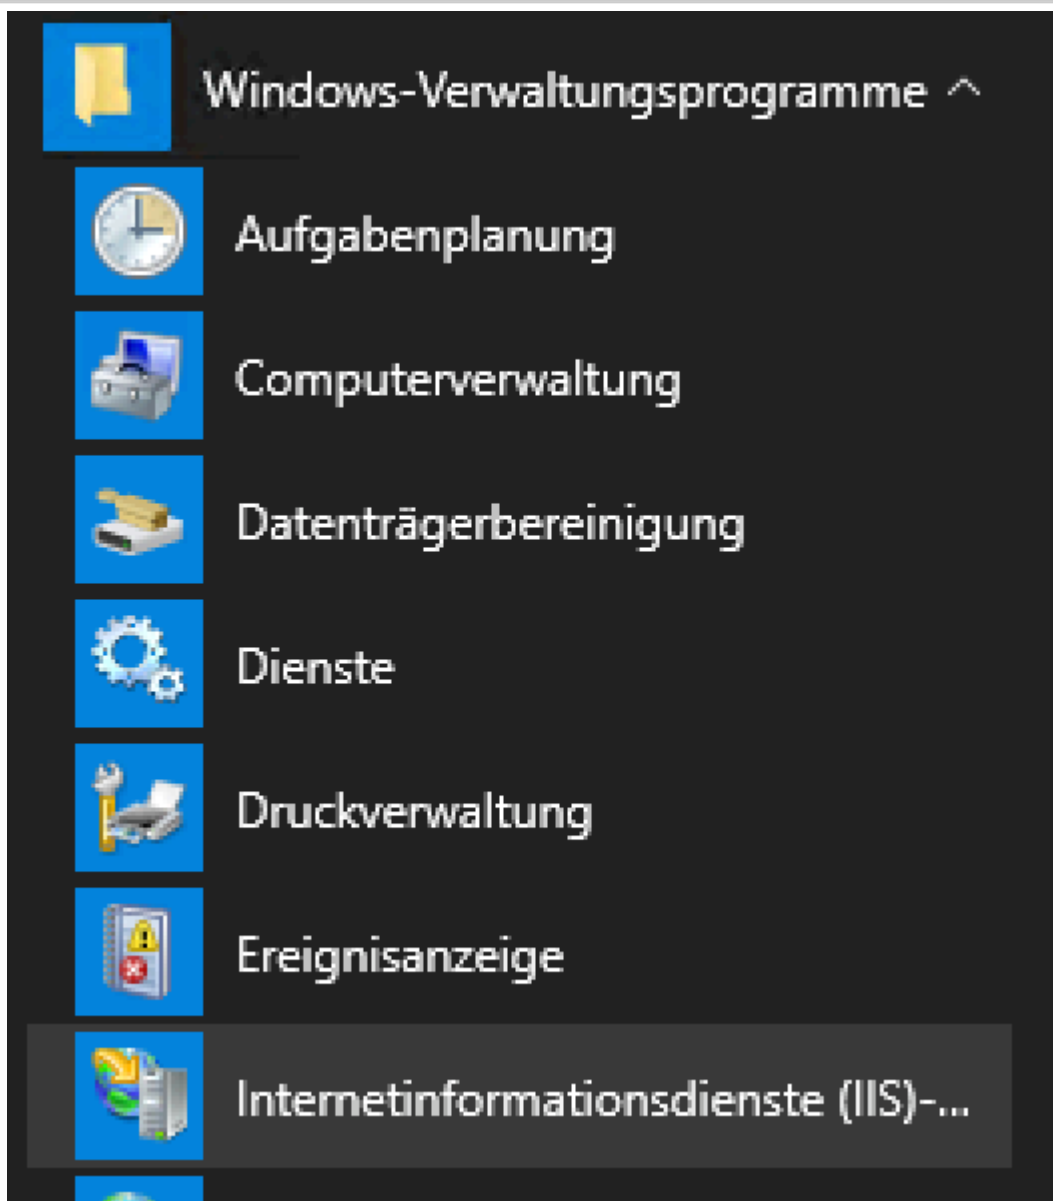 Windows-Verwaltungsprogramme
Aufgabenplanung
Computerverwaltung
Datenträgerbereinigung
Dienste
Druckverwaltung
Ereignisanzeige
Internetinformationsdienste (IIS)-...